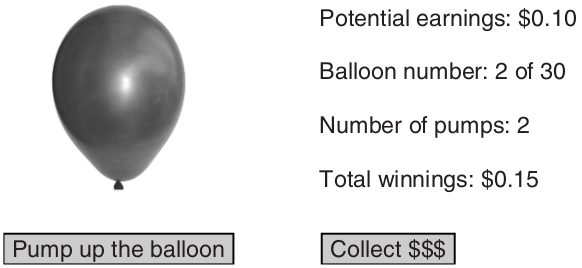 Potential earnings: $0.10
Balloon number: 2 of 30
Number of pumps: 2
Total winnings: $0.15
Pump up the balloon
Collect $$$